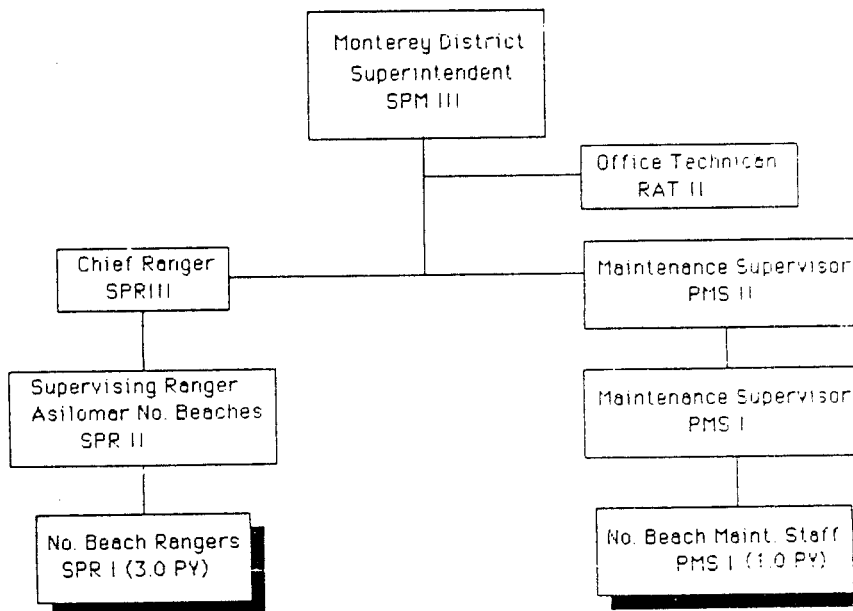 Monterey District
Superintendent
SPM III
Office Technican
RAT II
Chief Ranger
SPRIII
Maintenance Supervisor
PMS II
Supervising Ranger
Asilomar No. Beaches
SPR II
Maintenance Supervisor
PMS I
No. Beach Rangers
SPR I (3.0 PY)
No. Beach Maint. Staff
PMS I (1.0 PY)